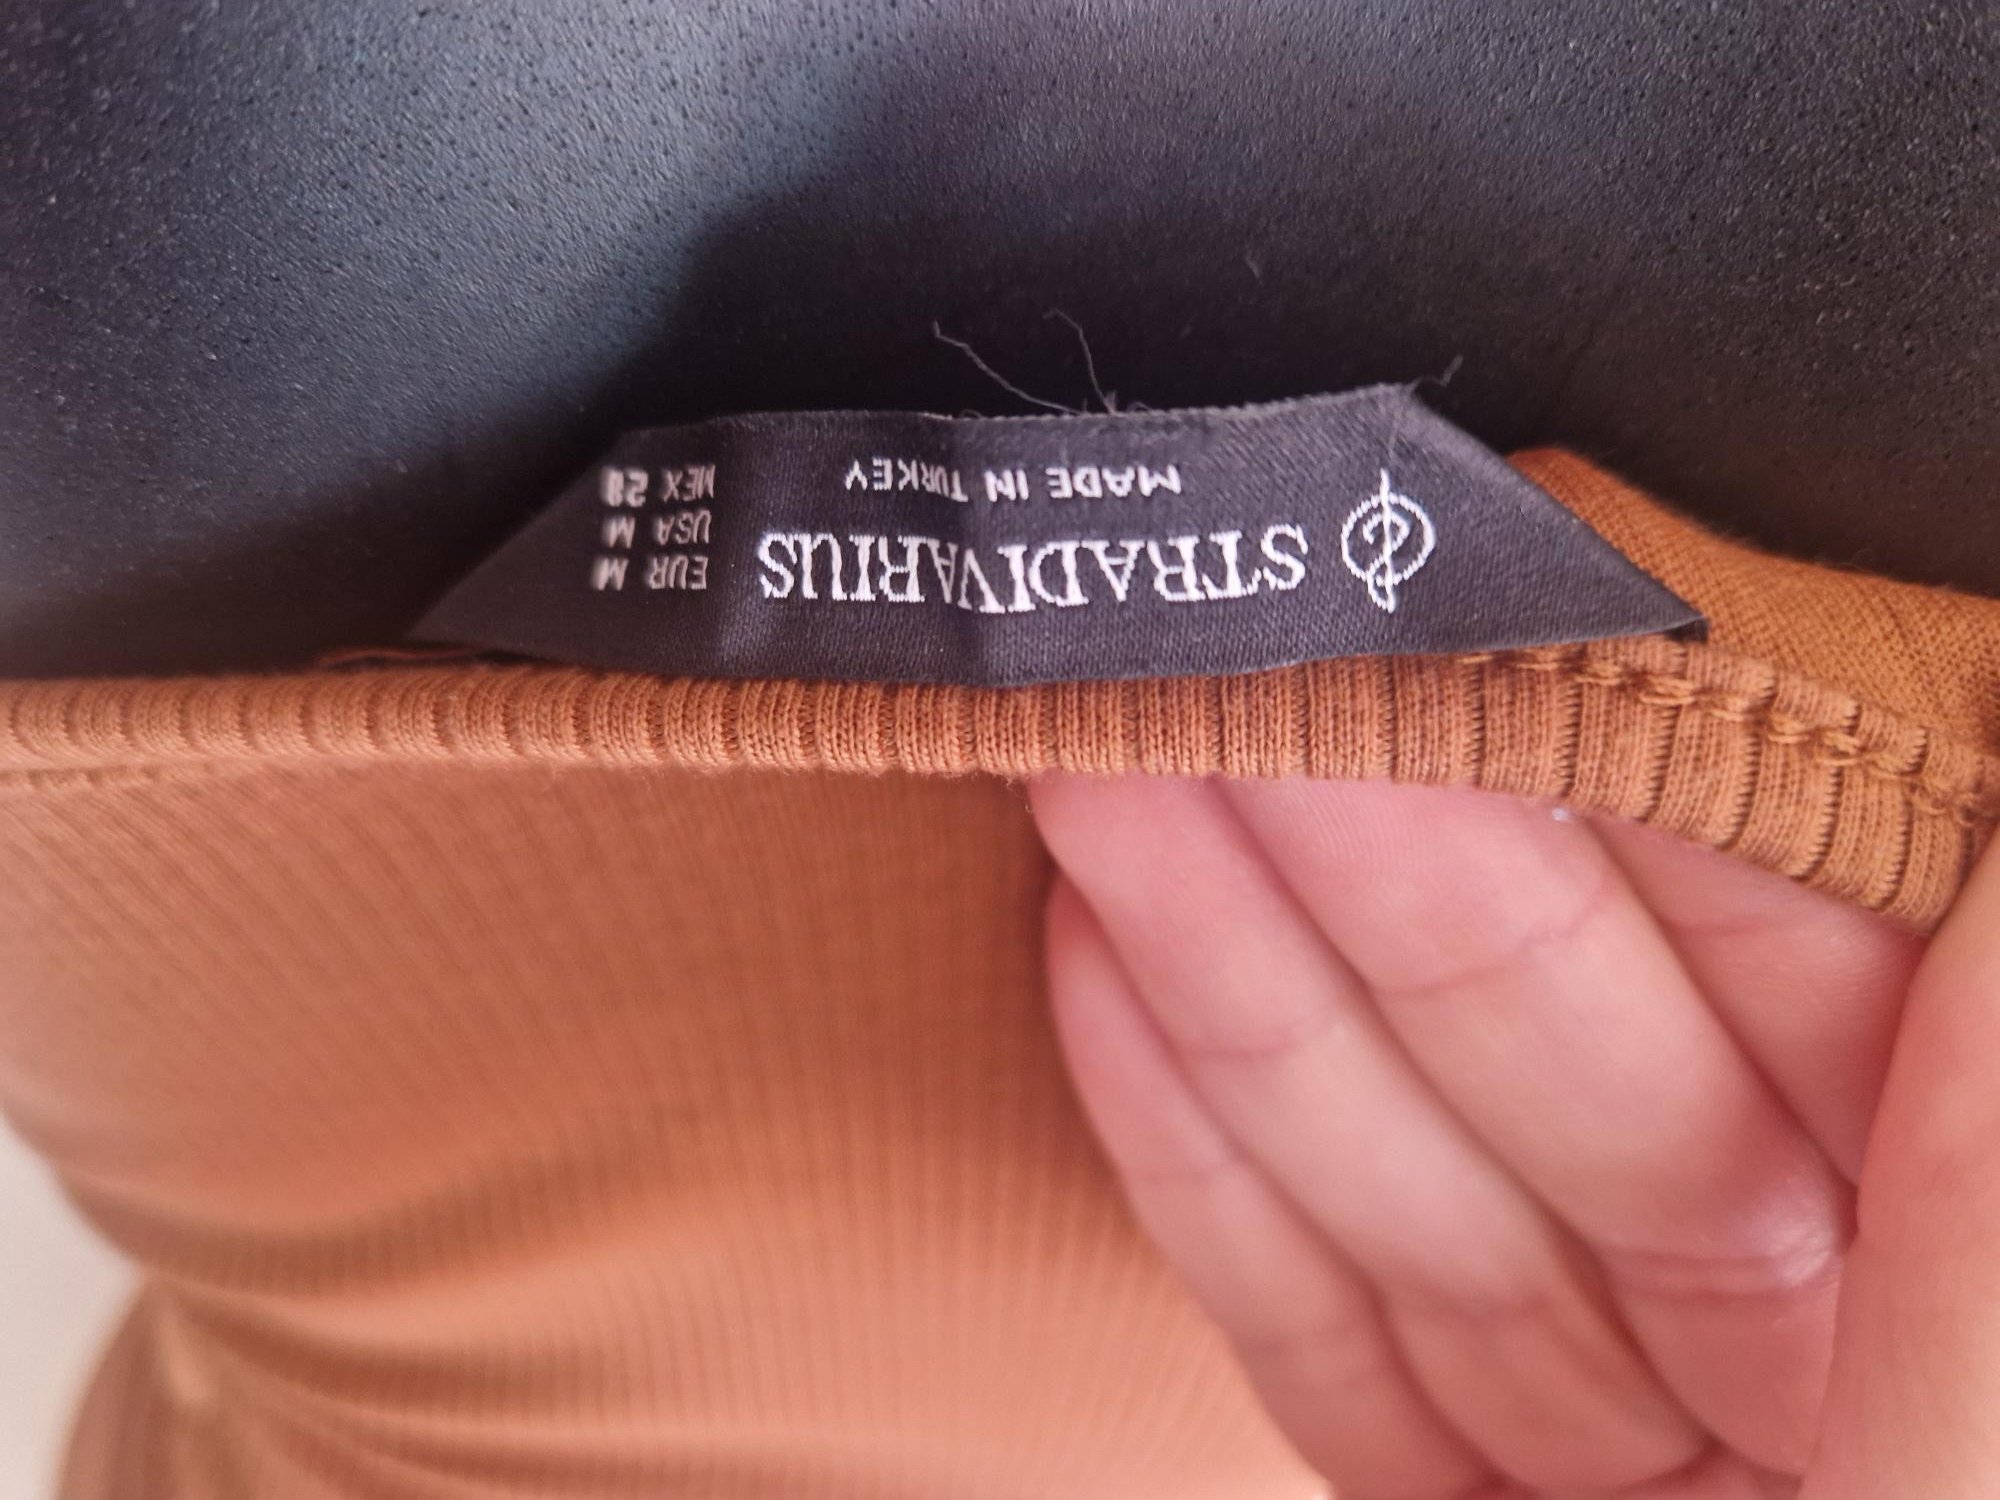 STRADIVARIUS
MADE IN TURKEY
EUR M
USA M
MEX 28